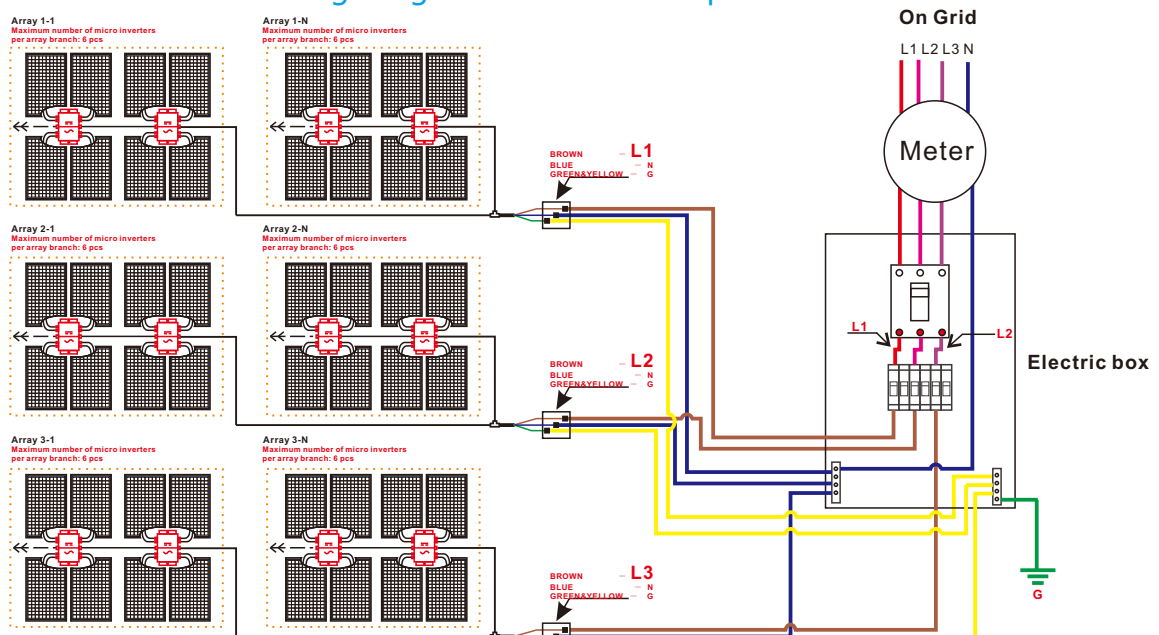 On Grid
L1 L2 L3 N
Meter
Array 1-1
Maximum number of micro inverters
per array branch: 6 pcs
Array 1-N
Maximum number of micro inverters
per array branch: 6 pcs
BROWN – L1
BLUE – N
GREEN&YELLOW – G
Array 2-1
Maximum number of micro inverters
per array branch: 6 pcs
Array 2-N
Maximum number of micro inverters
per array branch: 6 pcs
L1
L2
Electric box
BROWN – L2
BLUE – N
GREEN&YELLOW – G
Array 3-1
Maximum number of micro inverters
per array branch: 6 pcs
Array 3-N
Maximum number of micro inverters
per array branch: 6 pcs
BROWN – L3
BLUE – N
GREEN&YELLOW – G
G